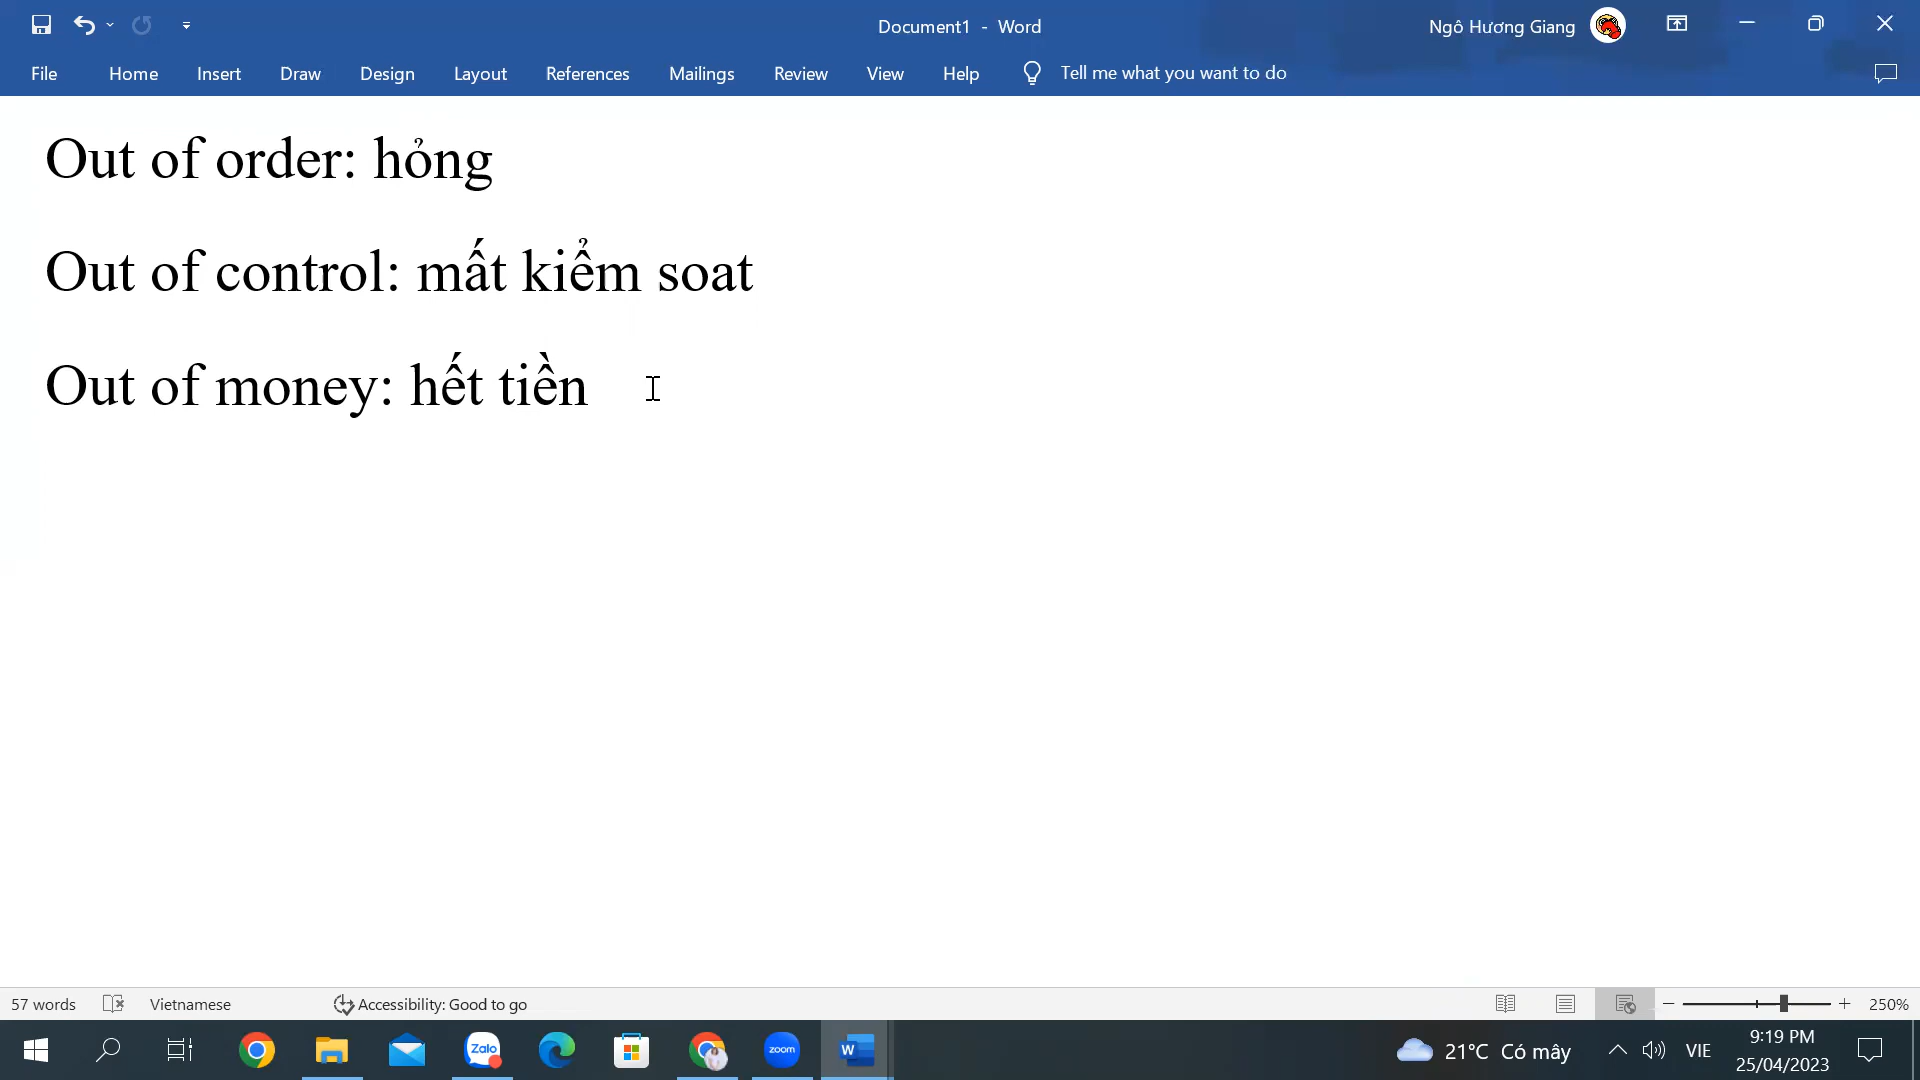 Document1 - Word
Ngô Hương Giang
File Home Insert Draw Design Layout References Mailings Review View Help Tell me what you want to do
Out of order: hỏng
Out of control: mất kiểm soat
Out of money: hết tiền
57 words Vietnamese Accessibility: Good to go 250%
Zalo zoom W 21°C Có mây VIE 9:19 PM
25/04/2023